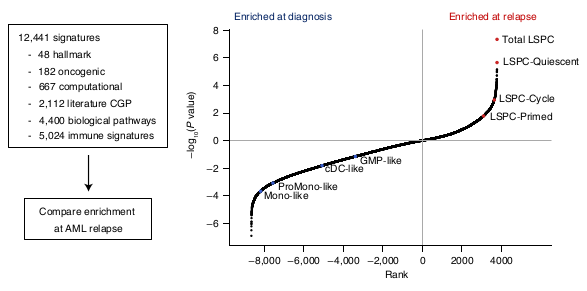 12,441 signatures
- 48 hallmark
- 182 oncogenic
- 667 computational
- 2,112 literature CGP
- 4,400 biological pathways
- 5,024 immune signatures
Compare enrichment
at AML relapse
Enriched at diagnosis
Enriched at relapse
8
6
4
2
0
−2
−4
−6
−log10(P value)
Total LSPC
LSPC-Quiescent
LSPC-Cycle
LSPC-Primed
GMP-like
cDC-like
ProMono-like
Mono-like
−8,000
−6,000
−4,000
−2,000
0
2000
4000
Rank